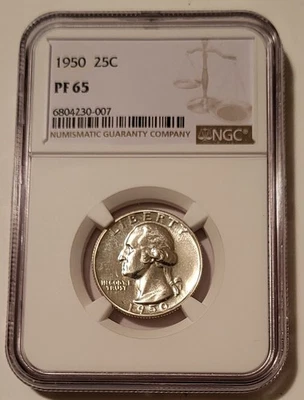 1950 25C
PF 65
6804230-007
NUMISMATIC GUARANTY COMPANY
NGC®
LIBERTY
IN GOD WE
TRUST
1950